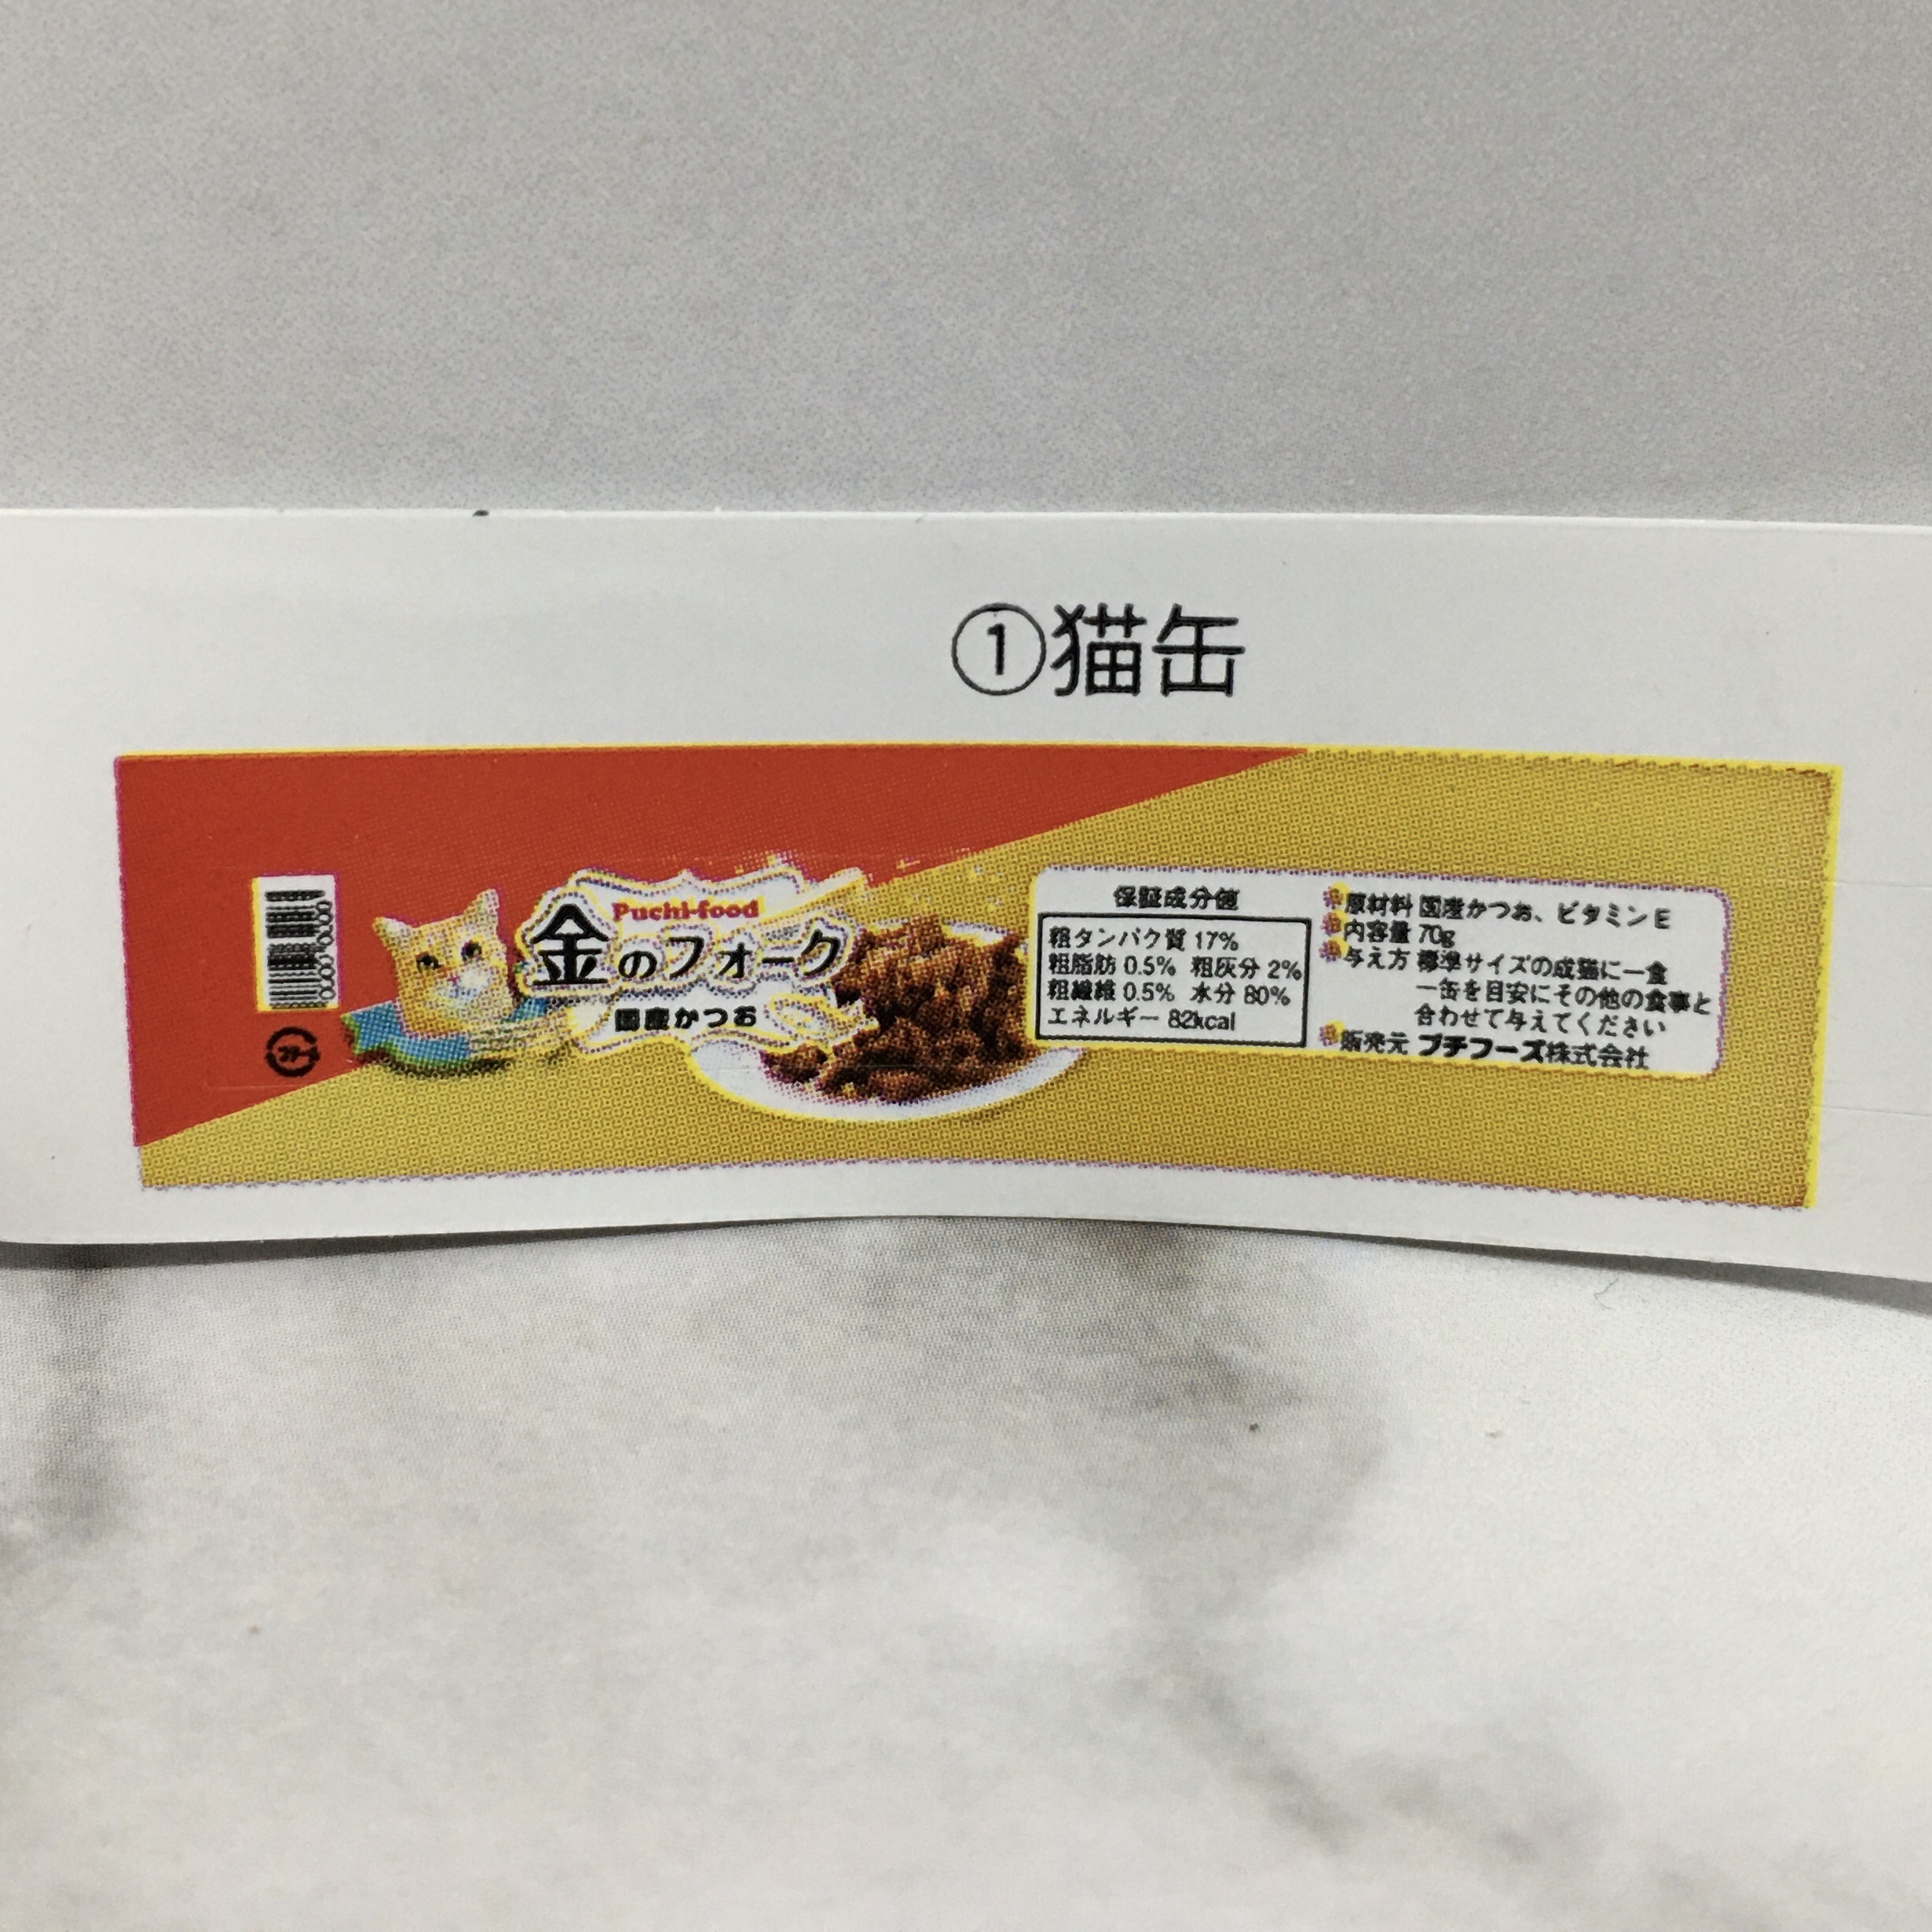 ①猫缶
Puchi-food
金のフォーク
国産かつお
保証成分値
粗タンパク質 17%
粗脂肪 0.5% 粗灰分 2%
粗繊維 0.5% 水分 80%
エネルギー 82kcal
原材料 国産かつお、ビタミンE
内容量 70g
与え方 標準サイズの成猫に一食
一缶を目安にその他の食事と
合わせて与えてください
販売元 プチフーズ株式会社